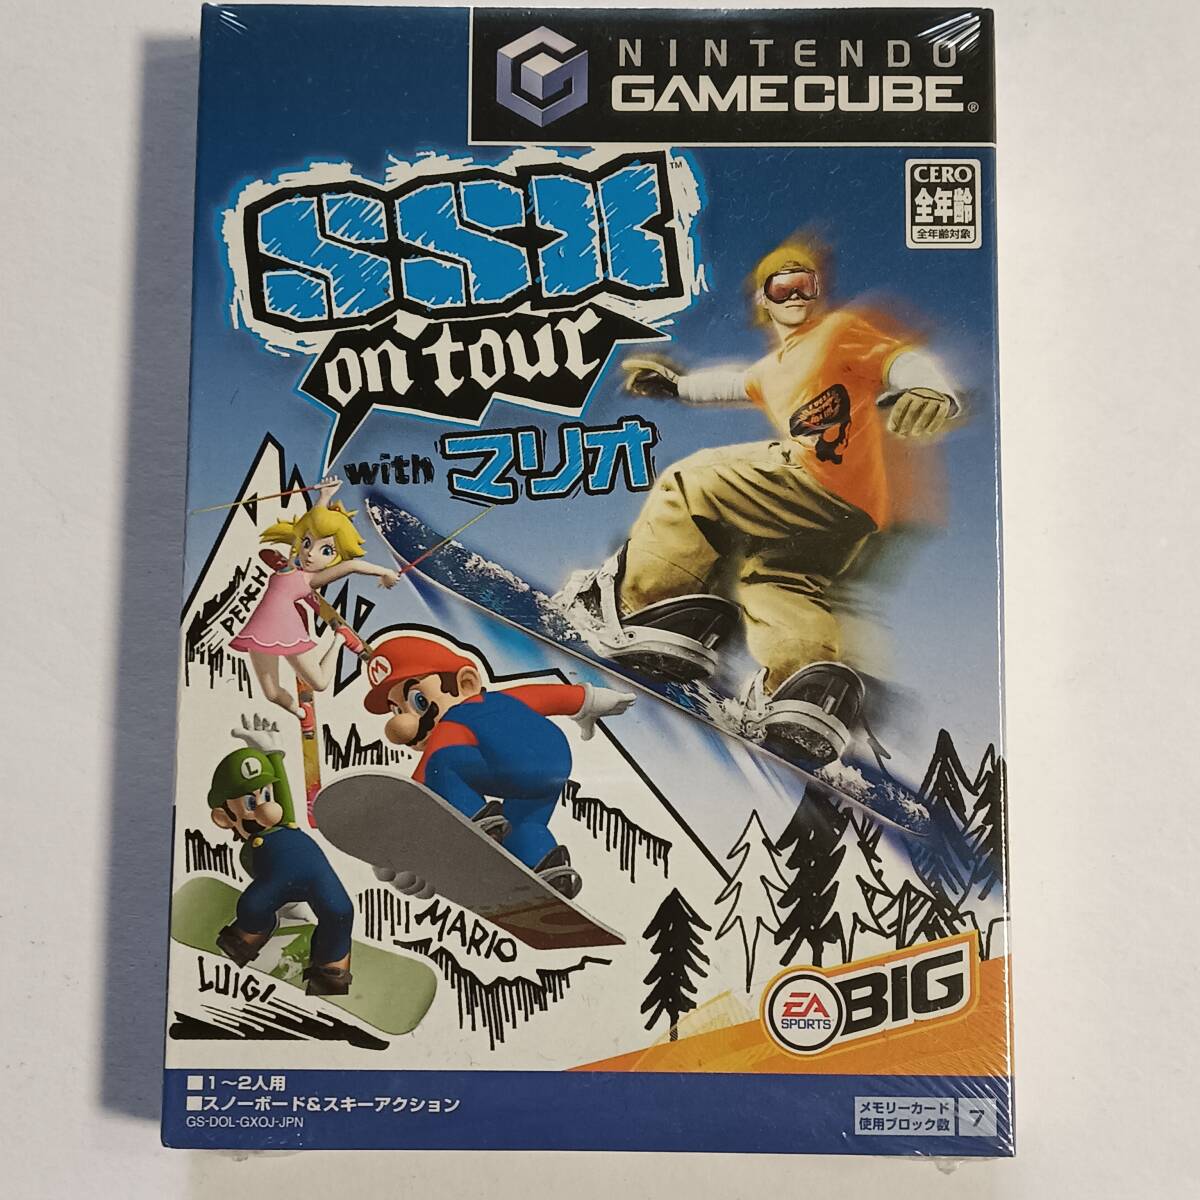 NINTENDO
GAMECUBE®
CERO
全年齢
全年齢対象
SSX™
on tour
with マリオ
PEACH
M
L
MARIO
LUIGI
EA
SPORTS
BIG
■1～2人用
■スノーボード&スキーアクション
GS-DOL-GXOJ-JPN
メモリーカード
使用ブロック数
7